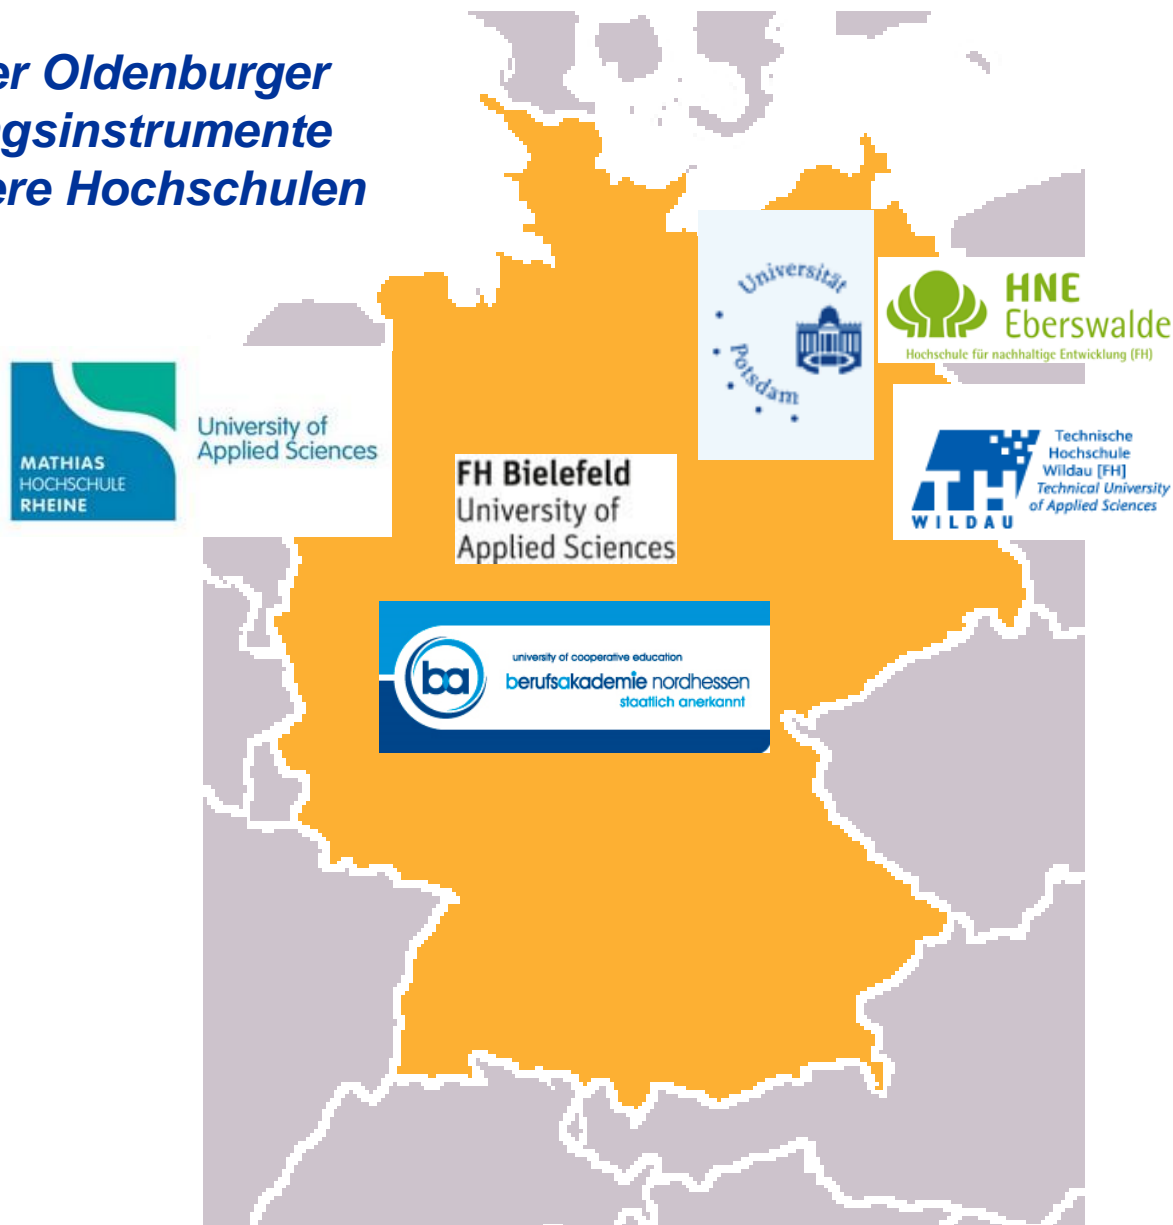 er Oldenburger
gsinstrumente
ere Hochschulen
Universität
Potsdam
HNE
Eberswalde
Hochschule für nachhaltige Entwicklung (FH)
MATHIAS
HOCHSCHULE
RHEINE
University of
Applied Sciences
FH Bielefeld
University of
Applied Sciences
TH
WILDAU
Technische
Hochschule
Wildau [FH]
Technical University
of Applied Sciences
ba
university of cooperative education
berufsakademie nordhessen
staatlich anerkannt